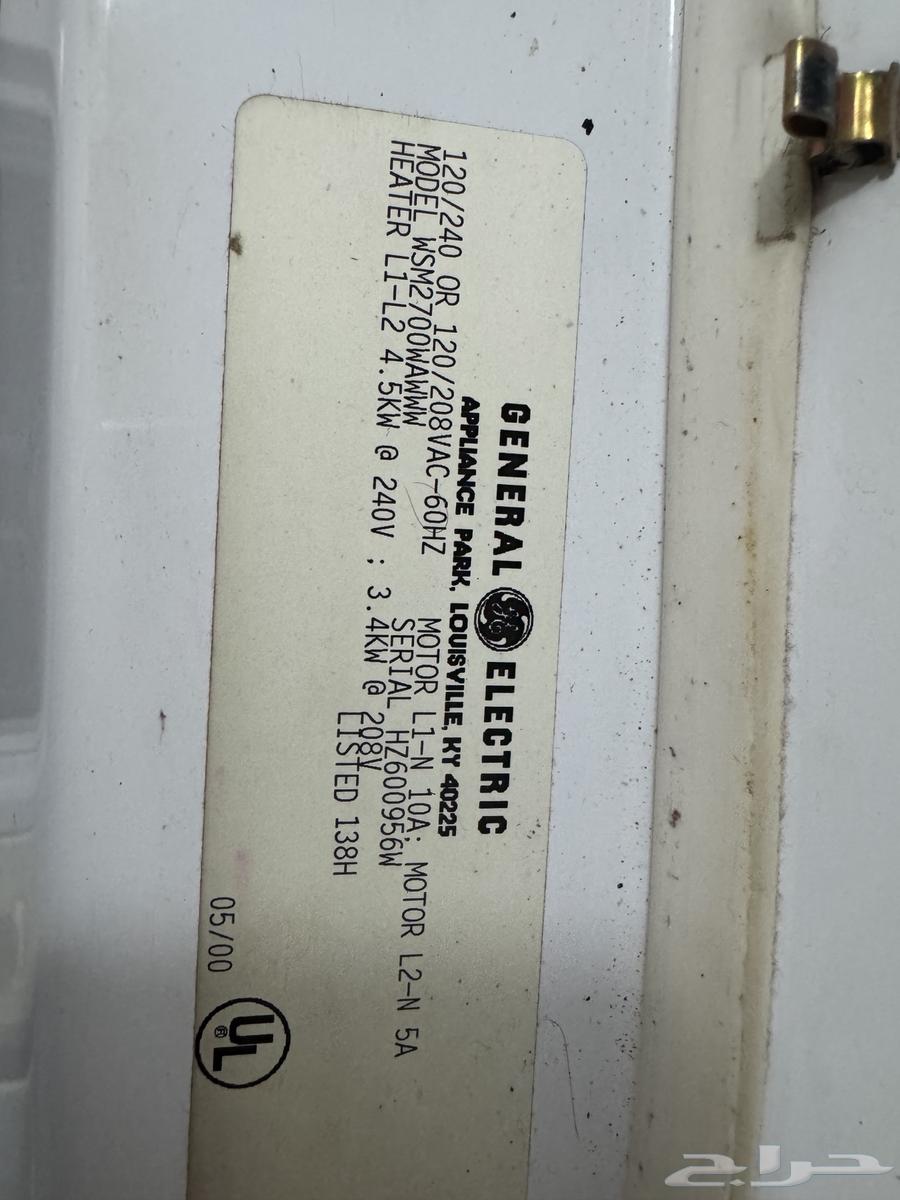 GENERAL ELECTRIC
APPLIANCE PARK, LOUISVILLE, KY 40225
120/240 OR 120/208VAC-60HZ MOTOR L1-N 10A; MOTOR L2-N 5A
MODEL WSM2700WAWWW SERIAL HZ600956W
HEATER L1-L2 4.5KW @ 240V ; 3.4KW @ 208V
LISTED 138H
05/00
UL
®
حراج